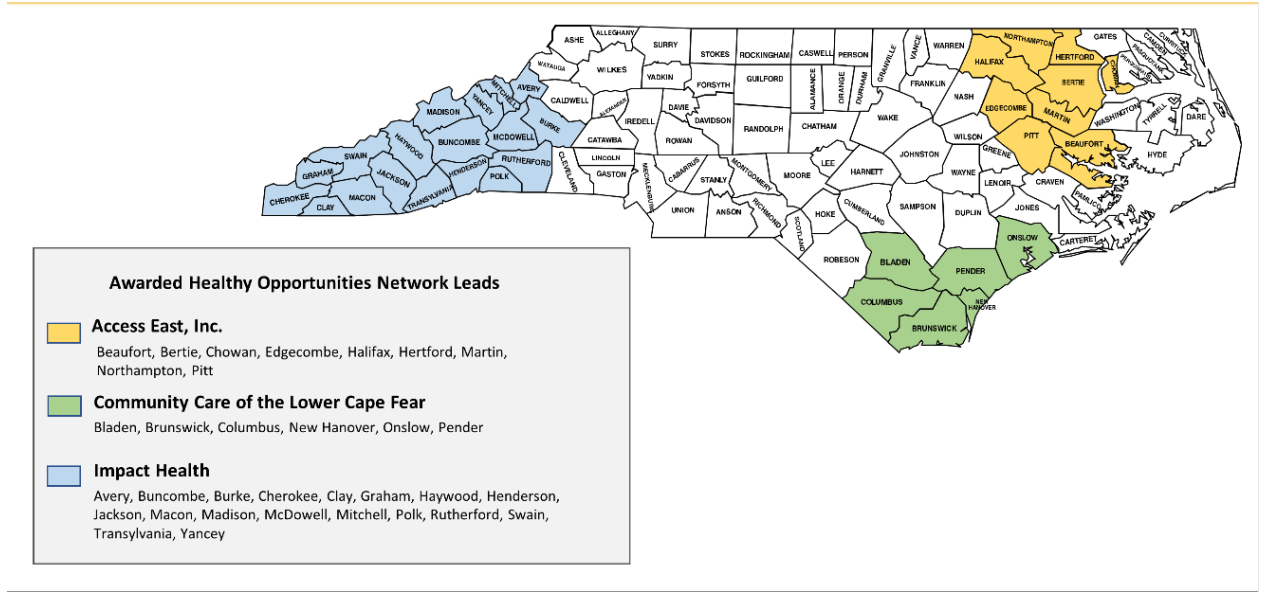 ASHE
ALLEGHANY
SURRY
STOKES
ROCKINGHAM
CASWELL
PERSON
GRANVILLE
VANCE
WARREN
NORTHAMPTON
GATES
CURRITUCK
CAMDEN
PASQUOTANK
PERQUIMANS
HALIFAX
HERTFORD
CHOWAN
WATAUGA
WILKES
YADKIN
FORSYTH
GUILFORD
ALAMANCE
ORANGE
DURHAM
FRANKLIN
NASH
BERTIE
MITCHELL
AVERY
CALDWELL
ALEXANDER
IREDELL
DAVIE
DAVIDSON
RANDOLPH
CHATHAM
WAKE
EDGECOMBE
MARTIN
WASHINGTON
TYRRELL
DARE
MADISON
YANCEY
BURKE
CATAWBA
ROWAN
WILSON
PITT
BEAUFORT
HYDE
SWAIN
HAYWOOD
BUNCOMBE
MCDOWELL
RUTHERFORD
CLEVELAND
LINCOLN
GASTON
MECKLENBURG
CABARRUS
STANLY
MONTGOMERY
MOORE
LEE
HARNETT
JOHNSTON
WAYNE
GREENE
LENOIR
CRAVEN
PAMLICO
GRAHAM
JACKSON
HENDERSON
POLK
CHEROKEE
CLAY
MACON
TRANSYLVANIA
UNION
ANSON
RICHMOND
SCOTLAND
HOKE
CUMBERLAND
SAMPSON
DUPLIN
JONES
CARTERET
ROBESON
BLADEN
PENDER
ONSLOW
COLUMBUS
NEW
HANOVER
BRUNSWICK
Awarded Healthy Opportunities Network Leads
Access East, Inc.
Beaufort, Bertie, Chowan, Edgecombe, Halifax, Hertford, Martin,
Northampton, Pitt
Community Care of the Lower Cape Fear
Bladen, Brunswick, Columbus, New Hanover, Onslow, Pender
Impact Health
Avery, Buncombe, Burke, Cherokee, Clay, Graham, Haywood, Henderson,
Jackson, Macon, Madison, McDowell, Mitchell, Polk, Rutherford, Swain,
Transylvania, Yancey